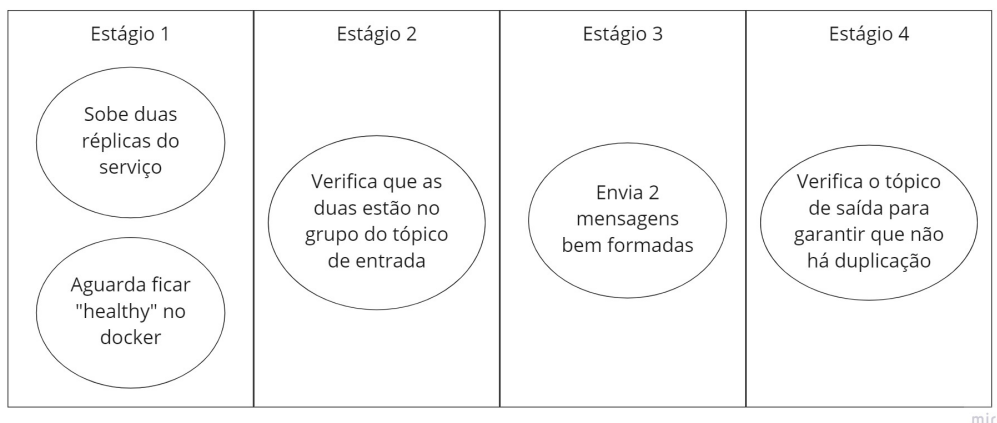 Estágio 1
Sobe duas
réplicas do
serviço
Aguarda ficar
"healthy" no
docker
Estágio 2
Verifica que as
duas estão no
grupo do tópico
de entrada
Estágio 3
Envia 2
mensagens
bem formadas
Estágio 4
Verifica o tópico
de saída para
garantir que não
há duplicação